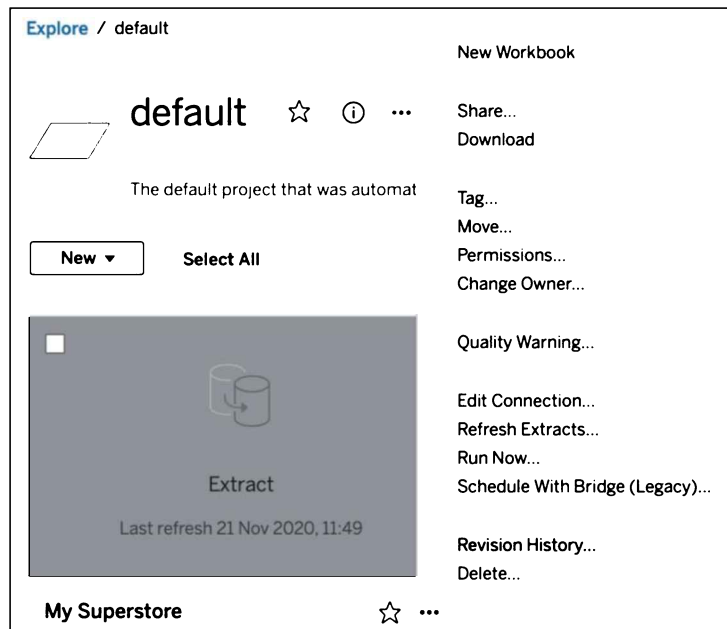 Explore / default
default
The default project that was automat
New
Select All
Extract
Last refresh 21 Nov 2020, 11:49
My Superstore
New Workbook
Share...
Download
Tag...
Move...
Permissions...
Change Owner...
Quality Warning...
Edit Connection...
Refresh Extracts...
Run Now...
Schedule With Bridge (Legacy)...
Revision History...
Delete...